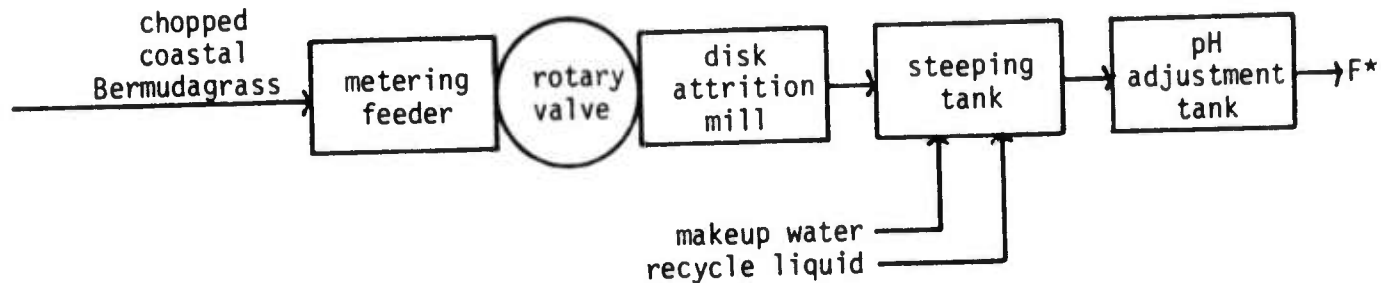 chopped
coastal
Bermudagrass
metering
feeder
rotary
valve
disk
attrition
mill
steeping
tank
pH
adjustment
tank
F*
makeup water
recycle liquid